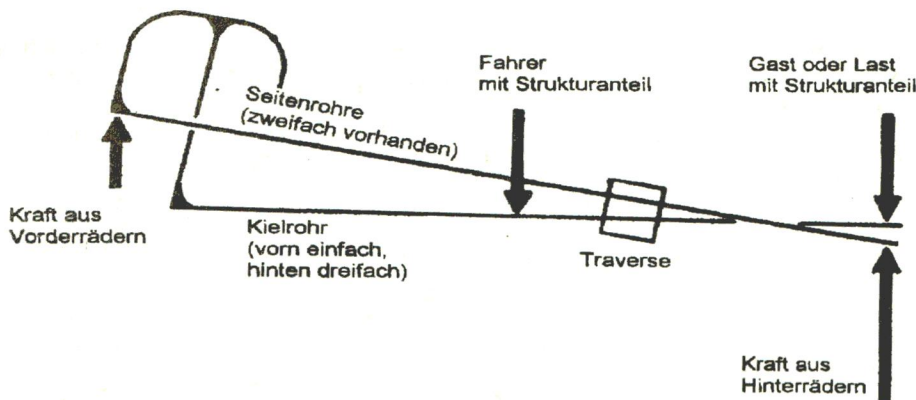 Fahrer
mit Strukturanteil
Gast oder Last
mit Strukturanteil
Seitenrohre
(zweifach vorhanden)
Kraft aus
Vorderrädern
Kielrohr
(vorn einfach,
hinten dreifach)
Traverse
Kraft aus
Hinterrädern